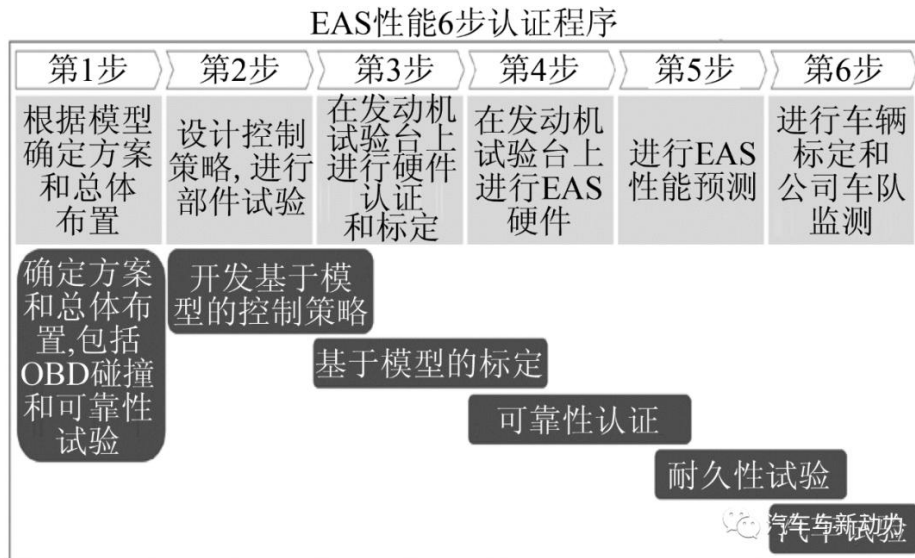 EAS性能6步认证程序
第1步
第2步
第3步
第4步
第5步
第6步
根据模型
确定方案
和总体
布置
设计控制
策略,进行
部件试验
在发动机
试验台上
进行硬件
认证
和标定
在发动机
试验台上
进行EAS
硬件
进行EAS
性能预测
进行车辆
标定和
公司车队
监测
确定方案
和总体布
置,包括
OBD碰撞
和可靠性
试验
开发基于模
型的控制策略
基于模型的标定
可靠性认证
耐久性试验
汽车与新动力
汽车试验